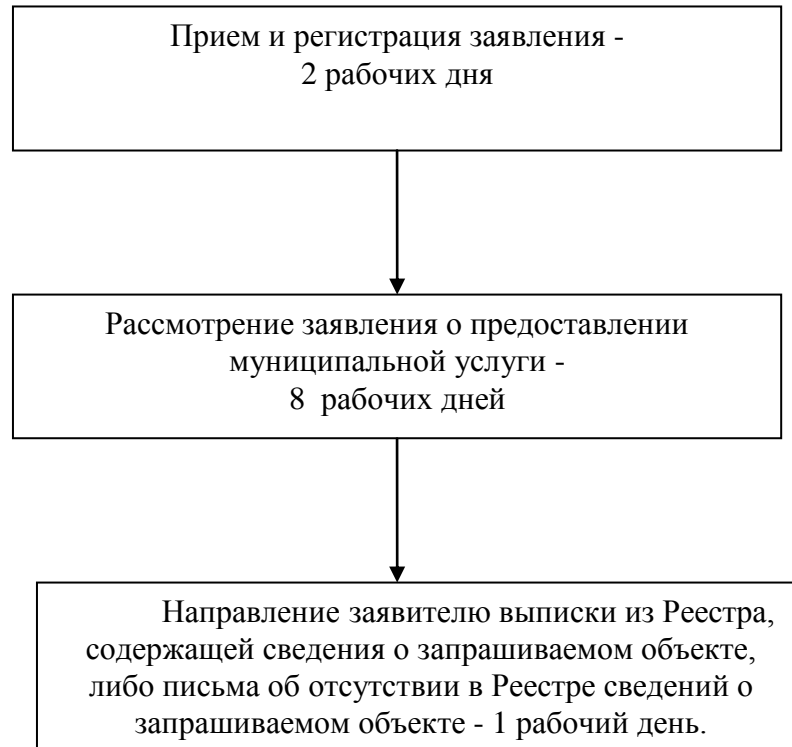 Прием и регистрация заявления -
2 рабочих дня
Рассмотрение заявления о предоставлении
муниципальной услуги -
8 рабочих дней
Направление заявителю выписки из Реестра,
содержащей сведения о запрашиваемом объекте,
либо письма об отсутствии в Реестре сведений о
запрашиваемом объекте - 1 рабочий день.